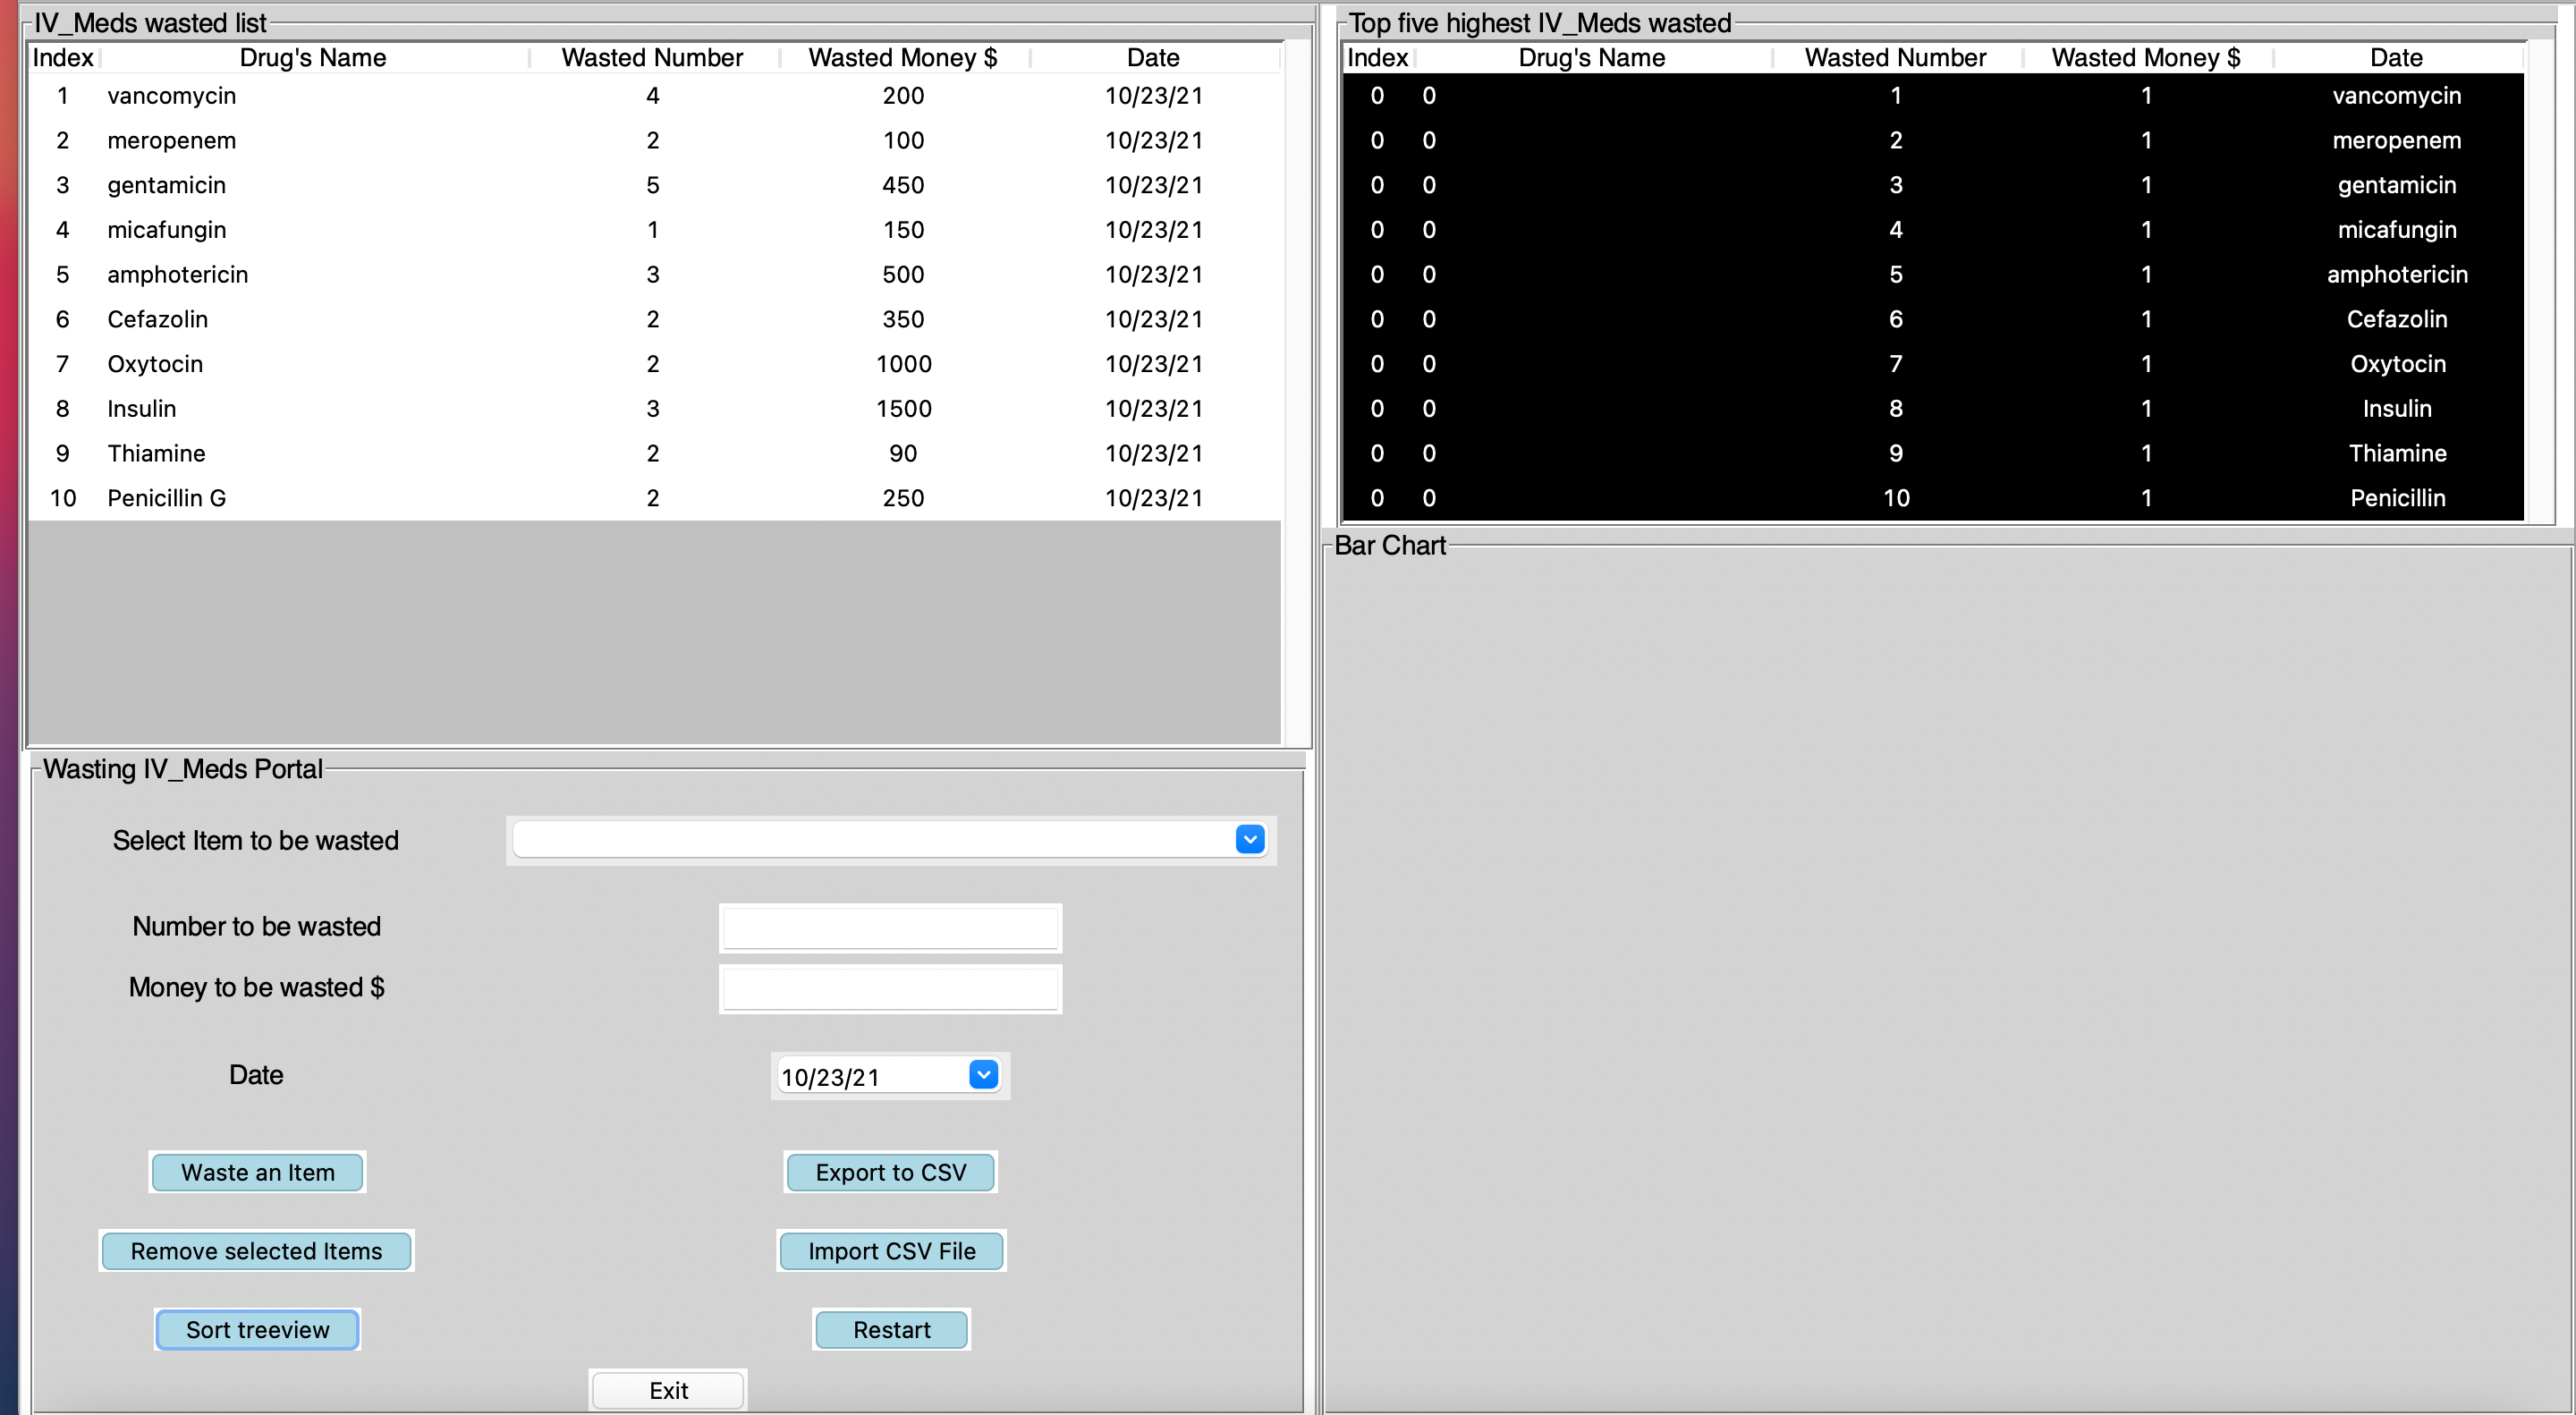 IV_Meds wasted list
Index Drug's Name Wasted Number Wasted Money $ Date
1 vancomycin 4 200 10/23/21
2 meropenem 2 100 10/23/21
3 gentamicin 5 450 10/23/21
4 micafungin 1 150 10/23/21
5 amphotericin 3 500 10/23/21
6 Cefazolin 2 350 10/23/21
7 Oxytocin 2 1000 10/23/21
8 Insulin 3 1500 10/23/21
9 Thiamine 2 90 10/23/21
10 Penicillin G 2 250 10/23/21
Wasting IV_Meds Portal
Select Item to be wasted
Number to be wasted
Money to be wasted $
Date 10/23/21
Waste an Item Export to CSV
Remove selected Items Import CSV File
Sort treeview Restart
Exit
Top five highest IV_Meds wasted
Index Drug's Name Wasted Number Wasted Money $ Date
0 0 1 1 vancomycin
0 0 2 1 meropenem
0 0 3 1 gentamicin
0 0 4 1 micafungin
0 0 5 1 amphotericin
0 0 6 1 Cefazolin
0 0 7 1 Oxytocin
0 0 8 1 Insulin
0 0 9 1 Thiamine
0 0 10 1 Penicillin
Bar Chart